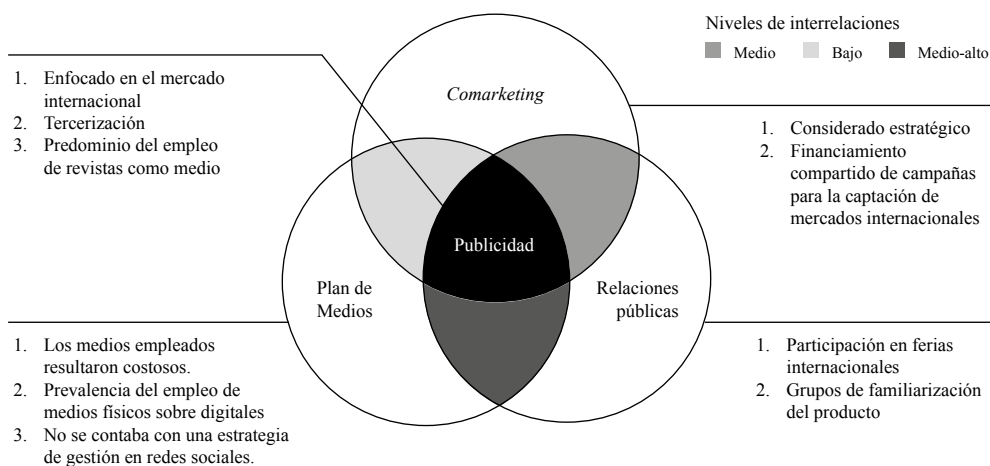 Niveles de interrelaciones
Medio
Bajo
Medio-alto
1. Enfocado en el mercado
internacional
2. Tercerización
3. Predominio del empleo
de revistas como medio
Comarketing
1. Considerado estratégico
2. Financiamiento
compartido de campañas
para la captación de
mercados internacionales
Publicidad
Plan de
Medios
Relaciones
públicas
1. Los medios empleados
resultaron costosos.
2. Prevalencia del empleo de
medios físicos sobre digitales
3. No se contaba con una estrategia
de gestión en redes sociales.
1. Participación en ferias
internacionales
2. Grupos de familiarización
del producto